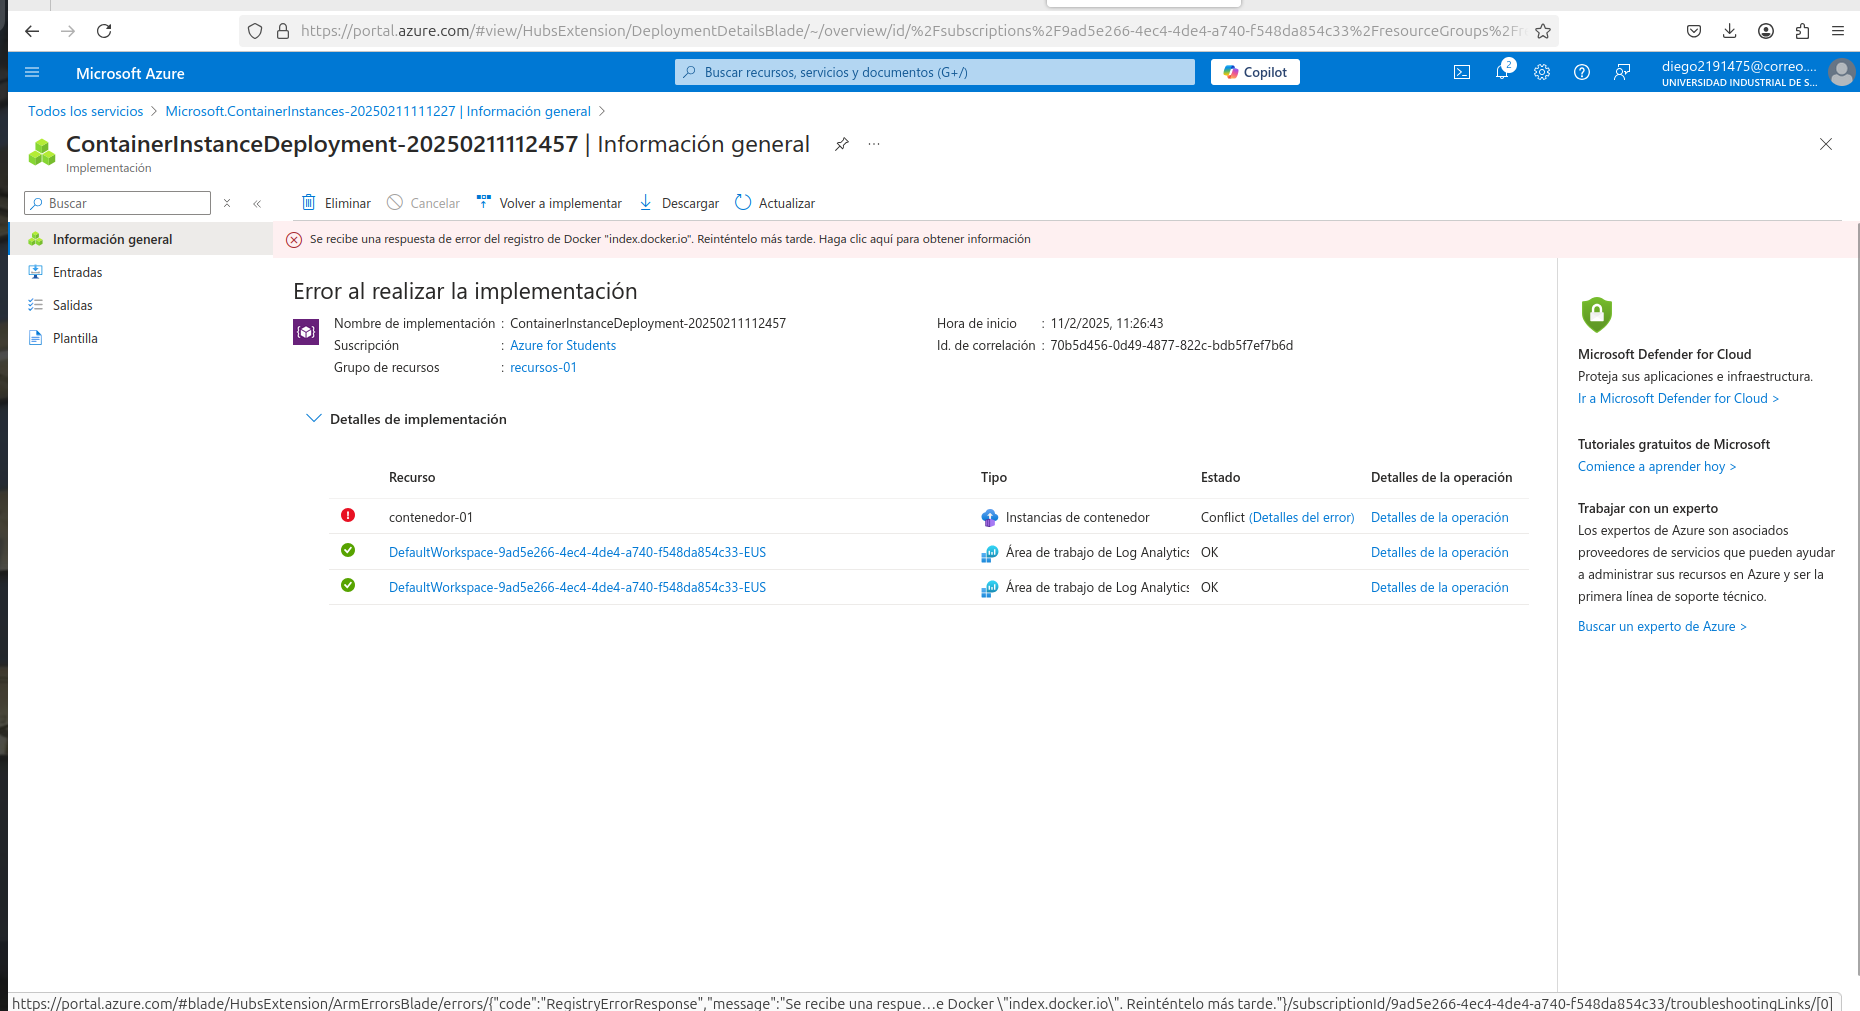 https://portal.azure.com/#view/HubsExtension/DeploymentDetailsBlade/~/overview/id/%2Fsubscriptions%2F9ad5e266-4ec4-4de4-a740-f548da854c33%2FresourceGroups%2Fr
Microsoft Azure
Buscar recursos, servicios y documentos (G+/)
Copilot
2
diego2191475@correo....
UNIVERSIDAD INDUSTRIAL DE S...
Todos los servicios > Microsoft.ContainerInstances-20250211111227 | Información general >
ContainerInstanceDeployment-20250211112457 | Información general
...
Implementación
Buscar
Eliminar
Cancelar
Volver a implementar
Descargar
Actualizar
Información general
Entradas
Salidas
Plantilla
Se recibe una respuesta de error del registro de Docker "index.docker.io". Reinténtelo más tarde. Haga clic aquí para obtener información
Error al realizar la implementación
Nombre de implementación : ContainerInstanceDeployment-20250211112457
Suscripción : Azure for Students
Grupo de recursos : recursos-01
Hora de inicio : 11/2/2025, 11:26:43
Id. de correlación : 70b5d456-0d49-4877-822c-bdb5f7ef7b6d
Detalles de implementación
Recurso Tipo Estado Detalles de la operación
contenedor-01 Instancias de contenedor Conflict (Detalles del error) Detalles de la operación
DefaultWorkspace-9ad5e266-4ec4-4de4-a740-f548da854c33-EUS Área de trabajo de Log Analytics OK Detalles de la operación
DefaultWorkspace-9ad5e266-4ec4-4de4-a740-f548da854c33-EUS Área de trabajo de Log Analytics OK Detalles de la operación
Microsoft Defender for Cloud
Proteja sus aplicaciones e infraestructura.
Ir a Microsoft Defender for Cloud >
Tutoriales gratuitos de Microsoft
Comience a aprender hoy >
Trabajar con un experto
Los expertos de Azure son asociados
proveedores de servicios que pueden ayudar
a administrar sus recursos en Azure y ser la
primera línea de soporte técnico.
Buscar un experto de Azure >
https://portal.azure.com/#blade/HubsExtension/ArmErrorsBlade/errors/{"code":"RegistryErrorResponse","message":"Se recibe una respue…e Docker \"index.docker.io\". Reinténtelo más tarde."}/subscriptionId/9ad5e266-4ec4-4de4-a740-f548da854c33/troubleshootingLinks/[0]